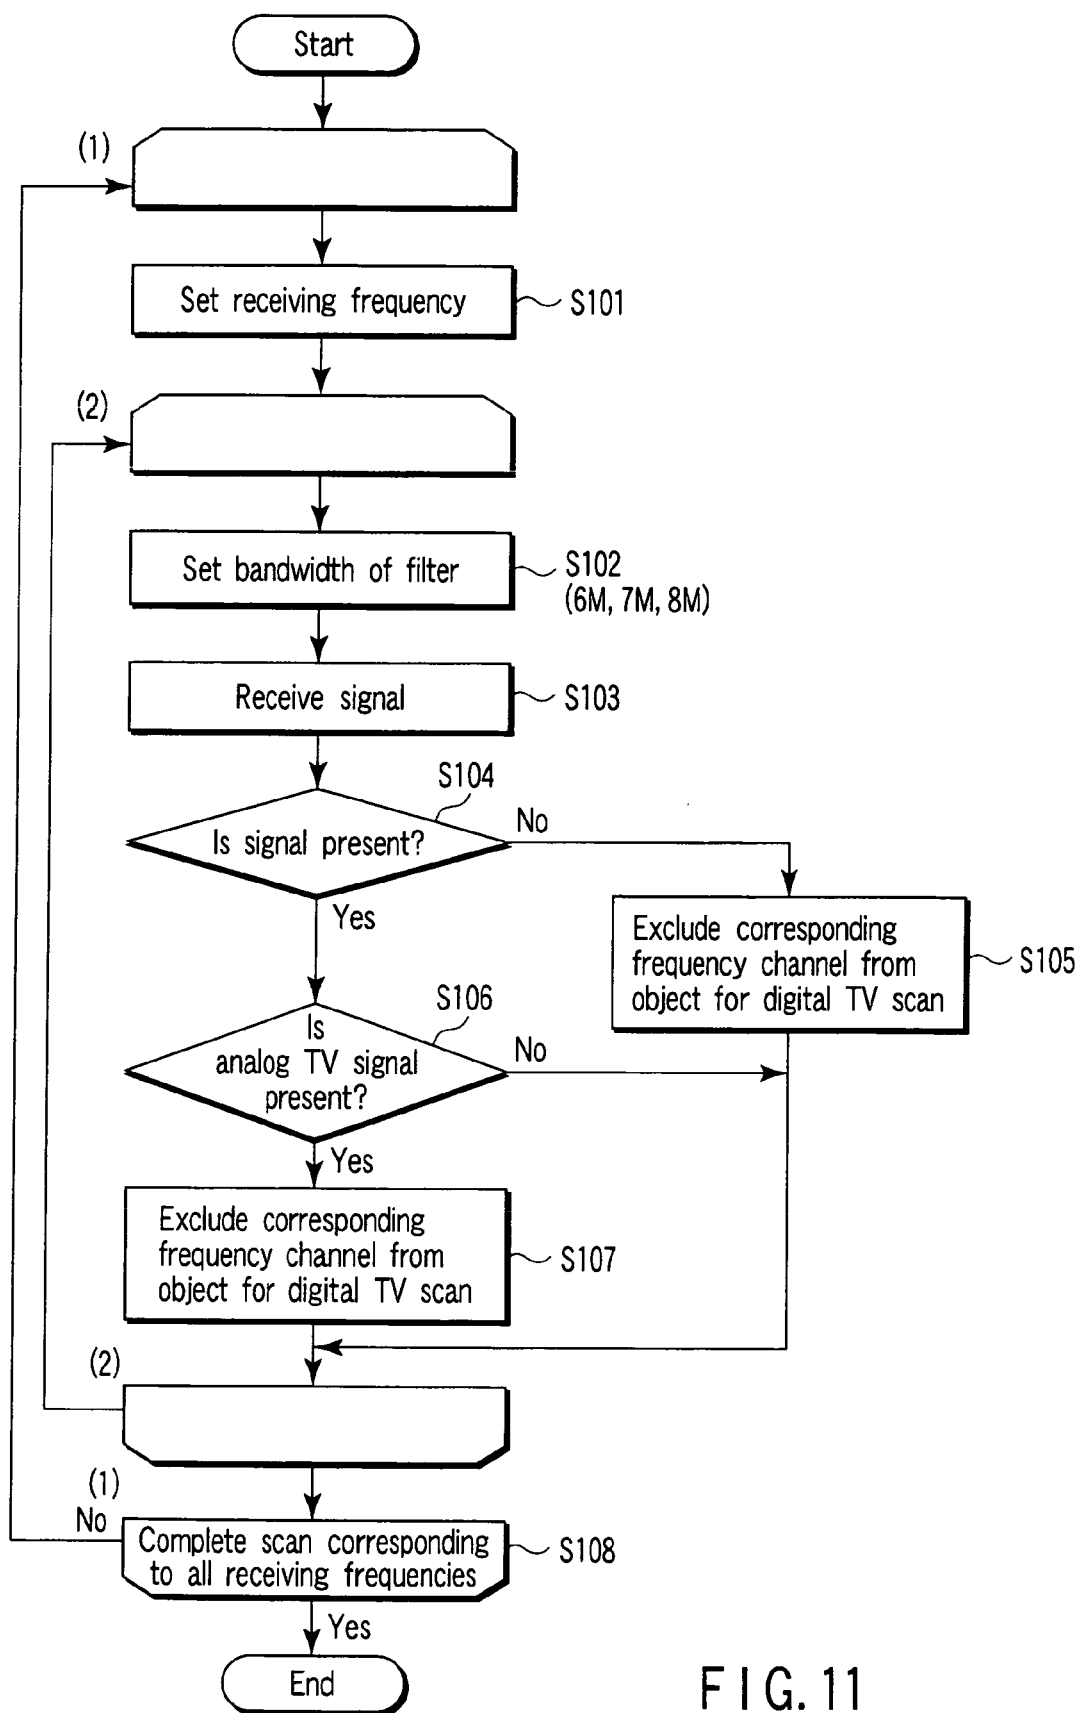 Start
(1)
Set receiving frequency
S101
(2)
Set bandwidth of filter
S102
(6M, 7M, 8M)
Receive signal
S103
S104
Is signal present?
No
Yes
Exclude corresponding
frequency channel from
object for digital TV scan
S105
S106
Is
analog TV signal
present?
No
Yes
Exclude corresponding
frequency channel from
object for digital TV scan
S107
(2)
(1)
No
Complete scan corresponding
to all receiving frequencies
S108
Yes
End
FIG. 11